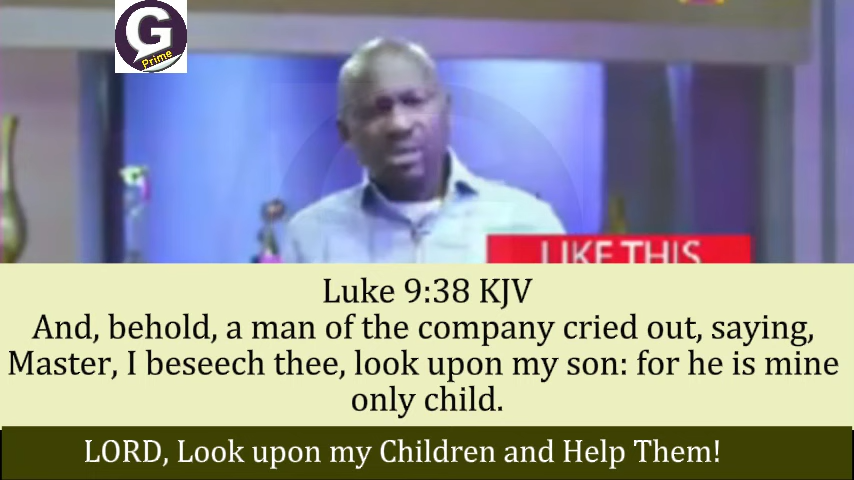 G
Prime
LIKE THIS
Luke 9:38 KJV
And, behold, a man of the company cried out, saying,
Master, I beseech thee, look upon my son: for he is mine
only child.
LORD, Look upon my Children and Help Them!